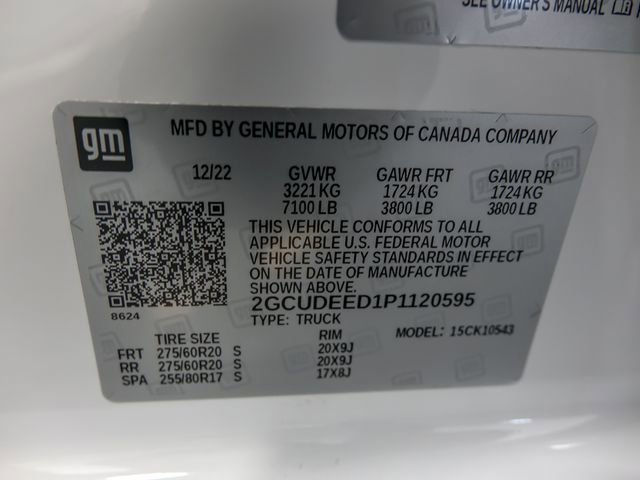 SEE OWNER'S MANUAL
gm
MFD BY GENERAL MOTORS OF CANADA COMPANY
12/22 GVWR GAWR FRT GAWR RR
3221 KG 1724 KG 1724 KG
7100 LB 3800 LB 3800 LB
THIS VEHICLE CONFORMS TO ALL
APPLICABLE U.S. FEDERAL MOTOR
VEHICLE SAFETY STANDARDS IN EFFECT
ON THE DATE OF MANUFACTURE
SHOWN ABOVE.
8624
2GCUDEED1P1120595
TYPE: TRUCK MODEL: 15CK10543
TIRE SIZE RIM
FRT 275/60R20 S 20X9J
RR 275/60R20 S 20X9J
SPA 255/80R17 S 17X8J